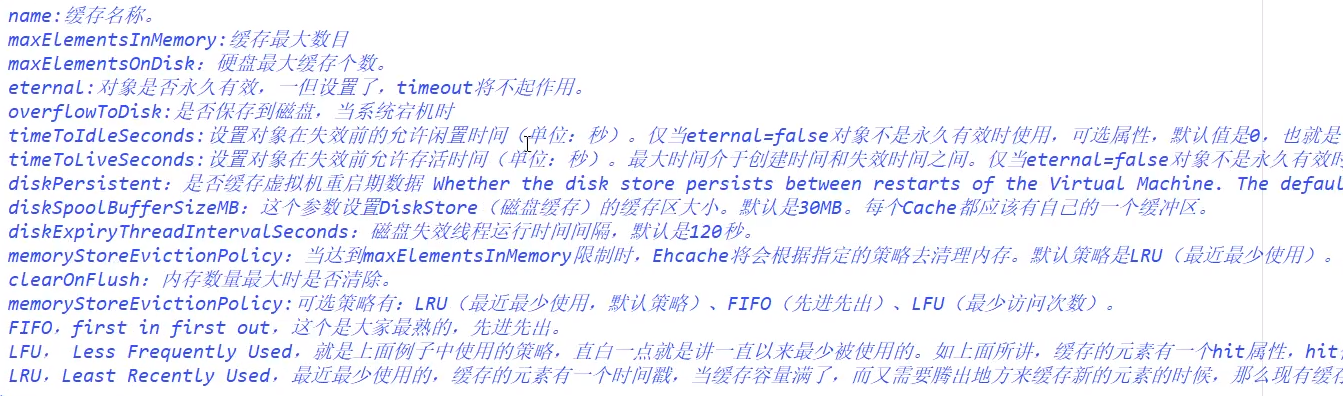 name:缓存名称。
maxElementsInMemory:缓存最大数目
maxElementsOnDisk：硬盘最大缓存个数。
eternal:对象是否永久有效，一但设置了，timeout将不起作用。
overflowToDisk:是否保存到磁盘，当系统宕机时
timeToIdleSeconds:设置对象在失效前的允许闲置时间（单位：秒）。仅当eternal=false对象不是永久有效时使用，可选属性，默认值是0，也就是
timeToLiveSeconds:设置对象在失效前允许存活时间（单位：秒）。最大时间介于创建时间和失效时间之间。仅当eternal=false对象不是永久有效时
diskPersistent：是否缓存虚拟机重启期数据 Whether the disk store persists between restarts of the Virtual Machine. The defaul
diskSpoolBufferSizeMB：这个参数设置DiskStore（磁盘缓存）的缓存区大小。默认是30MB。每个Cache都应该有自己的一个缓冲区。
diskExpiryThreadIntervalSeconds：磁盘失效线程运行时间间隔，默认是120秒。
memoryStoreEvictionPolicy：当达到maxElementsInMemory限制时，Ehcache将会根据指定的策略去清理内存。默认策略是LRU（最近最少使用）。
clearOnFlush：内存数量最大时是否清除。
memoryStoreEvictionPolicy:可选策略有：LRU（最近最少使用，默认策略）、FIFO（先进先出）、LFU（最少访问次数）。
FIFO，first in first out，这个是大家最熟的，先进先出。
LFU， Less Frequently Used，就是上面例子中使用的策略，直白一点就是讲一直以来最少被使用的。如上面所讲，缓存的元素有一个hit属性，hit
LRU，Least Recently Used，最近最少使用的，缓存的元素有一个时间戳，当缓存容量满了，而又需要腾出地方来缓存新的元素的时候，那么现有缓存